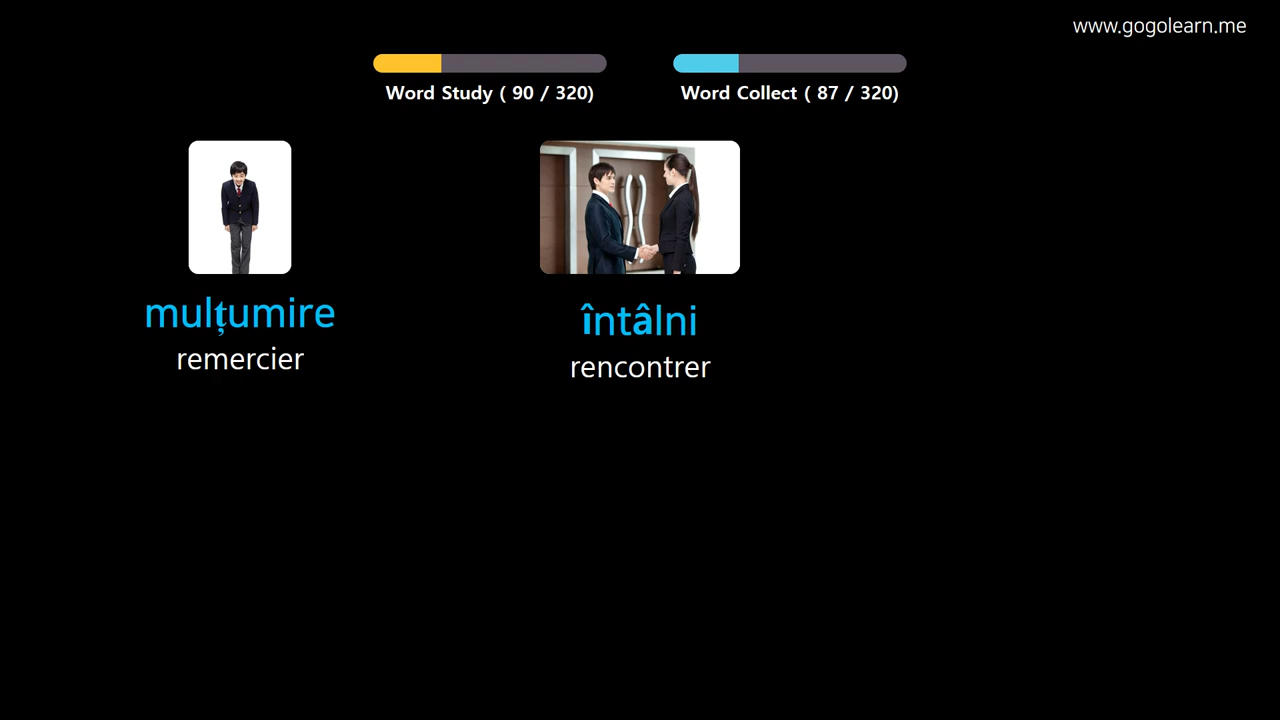 www.gogolearn.me
Word Study ( 90 / 320)
Word Collect ( 87 / 320)
mulțumire
remercier
întâlni
rencontrer